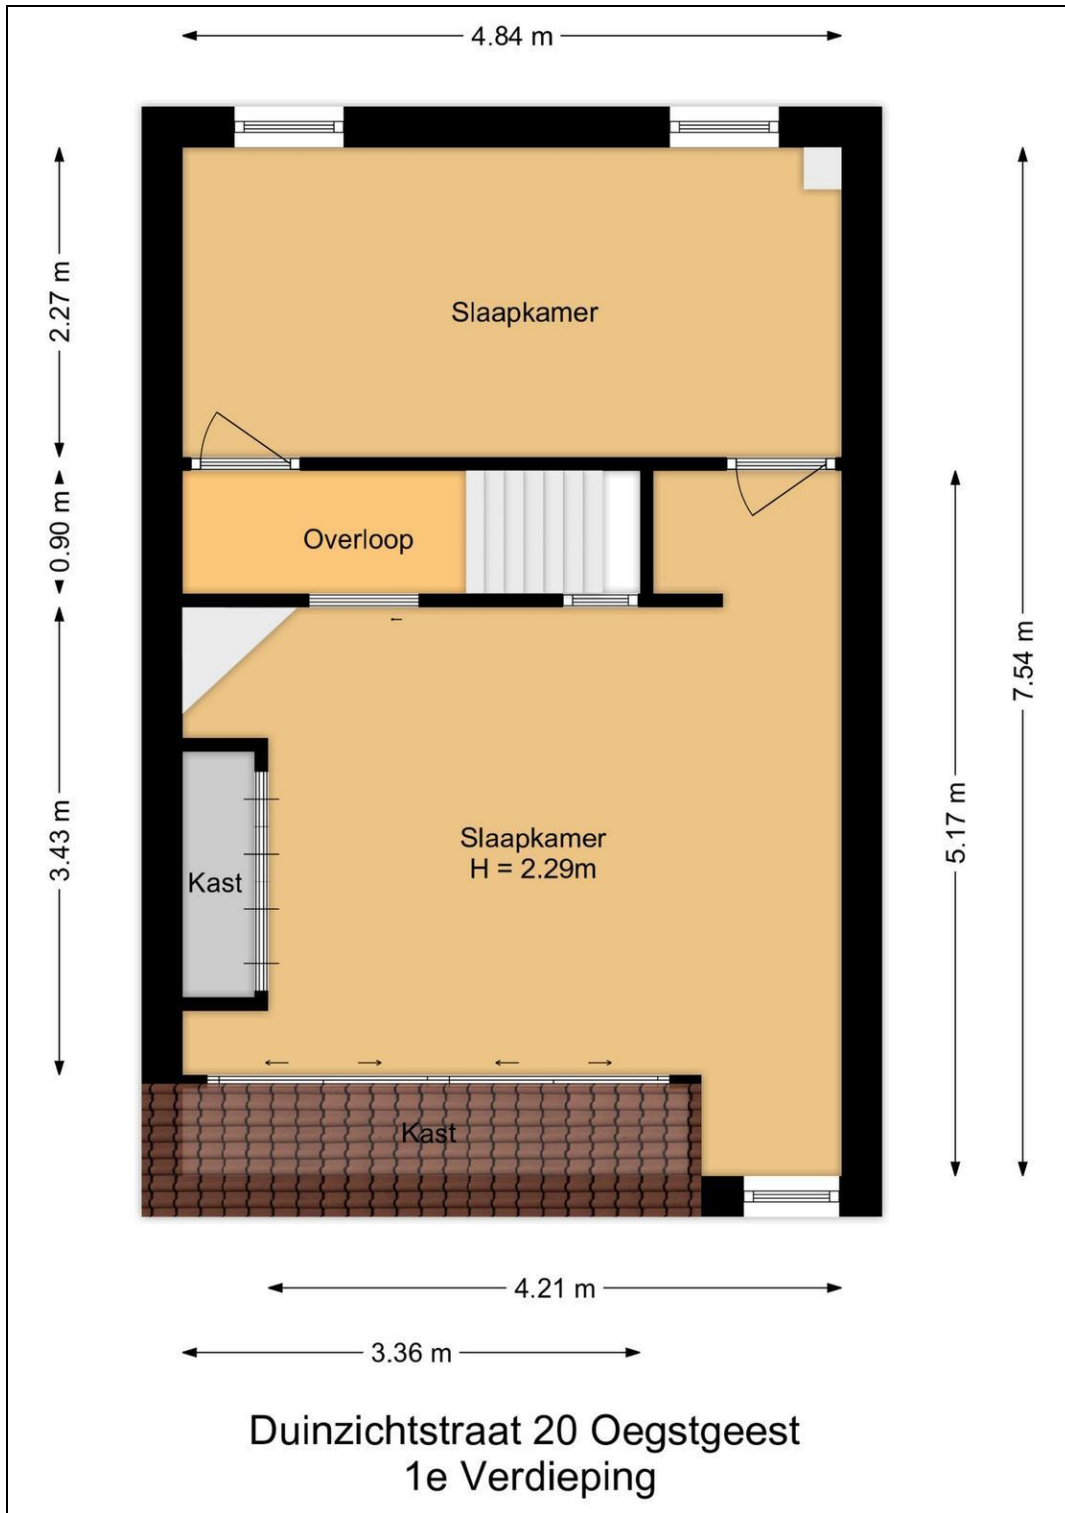 4.84 m
2.27 m
Slaapkamer
0.90 m
Overloop
7.54 m
3.43 m
5.17 m
Slaapkamer
H = 2.29m
Kast
Kast
4.21 m
3.36 m
Duinzichtstraat 20 Oegstgeest
1e Verdieping